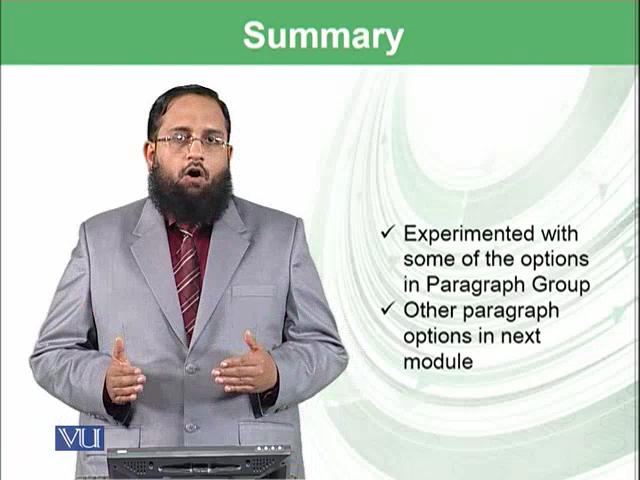 Summary
✓ Experimented with
some of the options
in Paragraph Group
✓ Other paragraph
options in next
module
VU